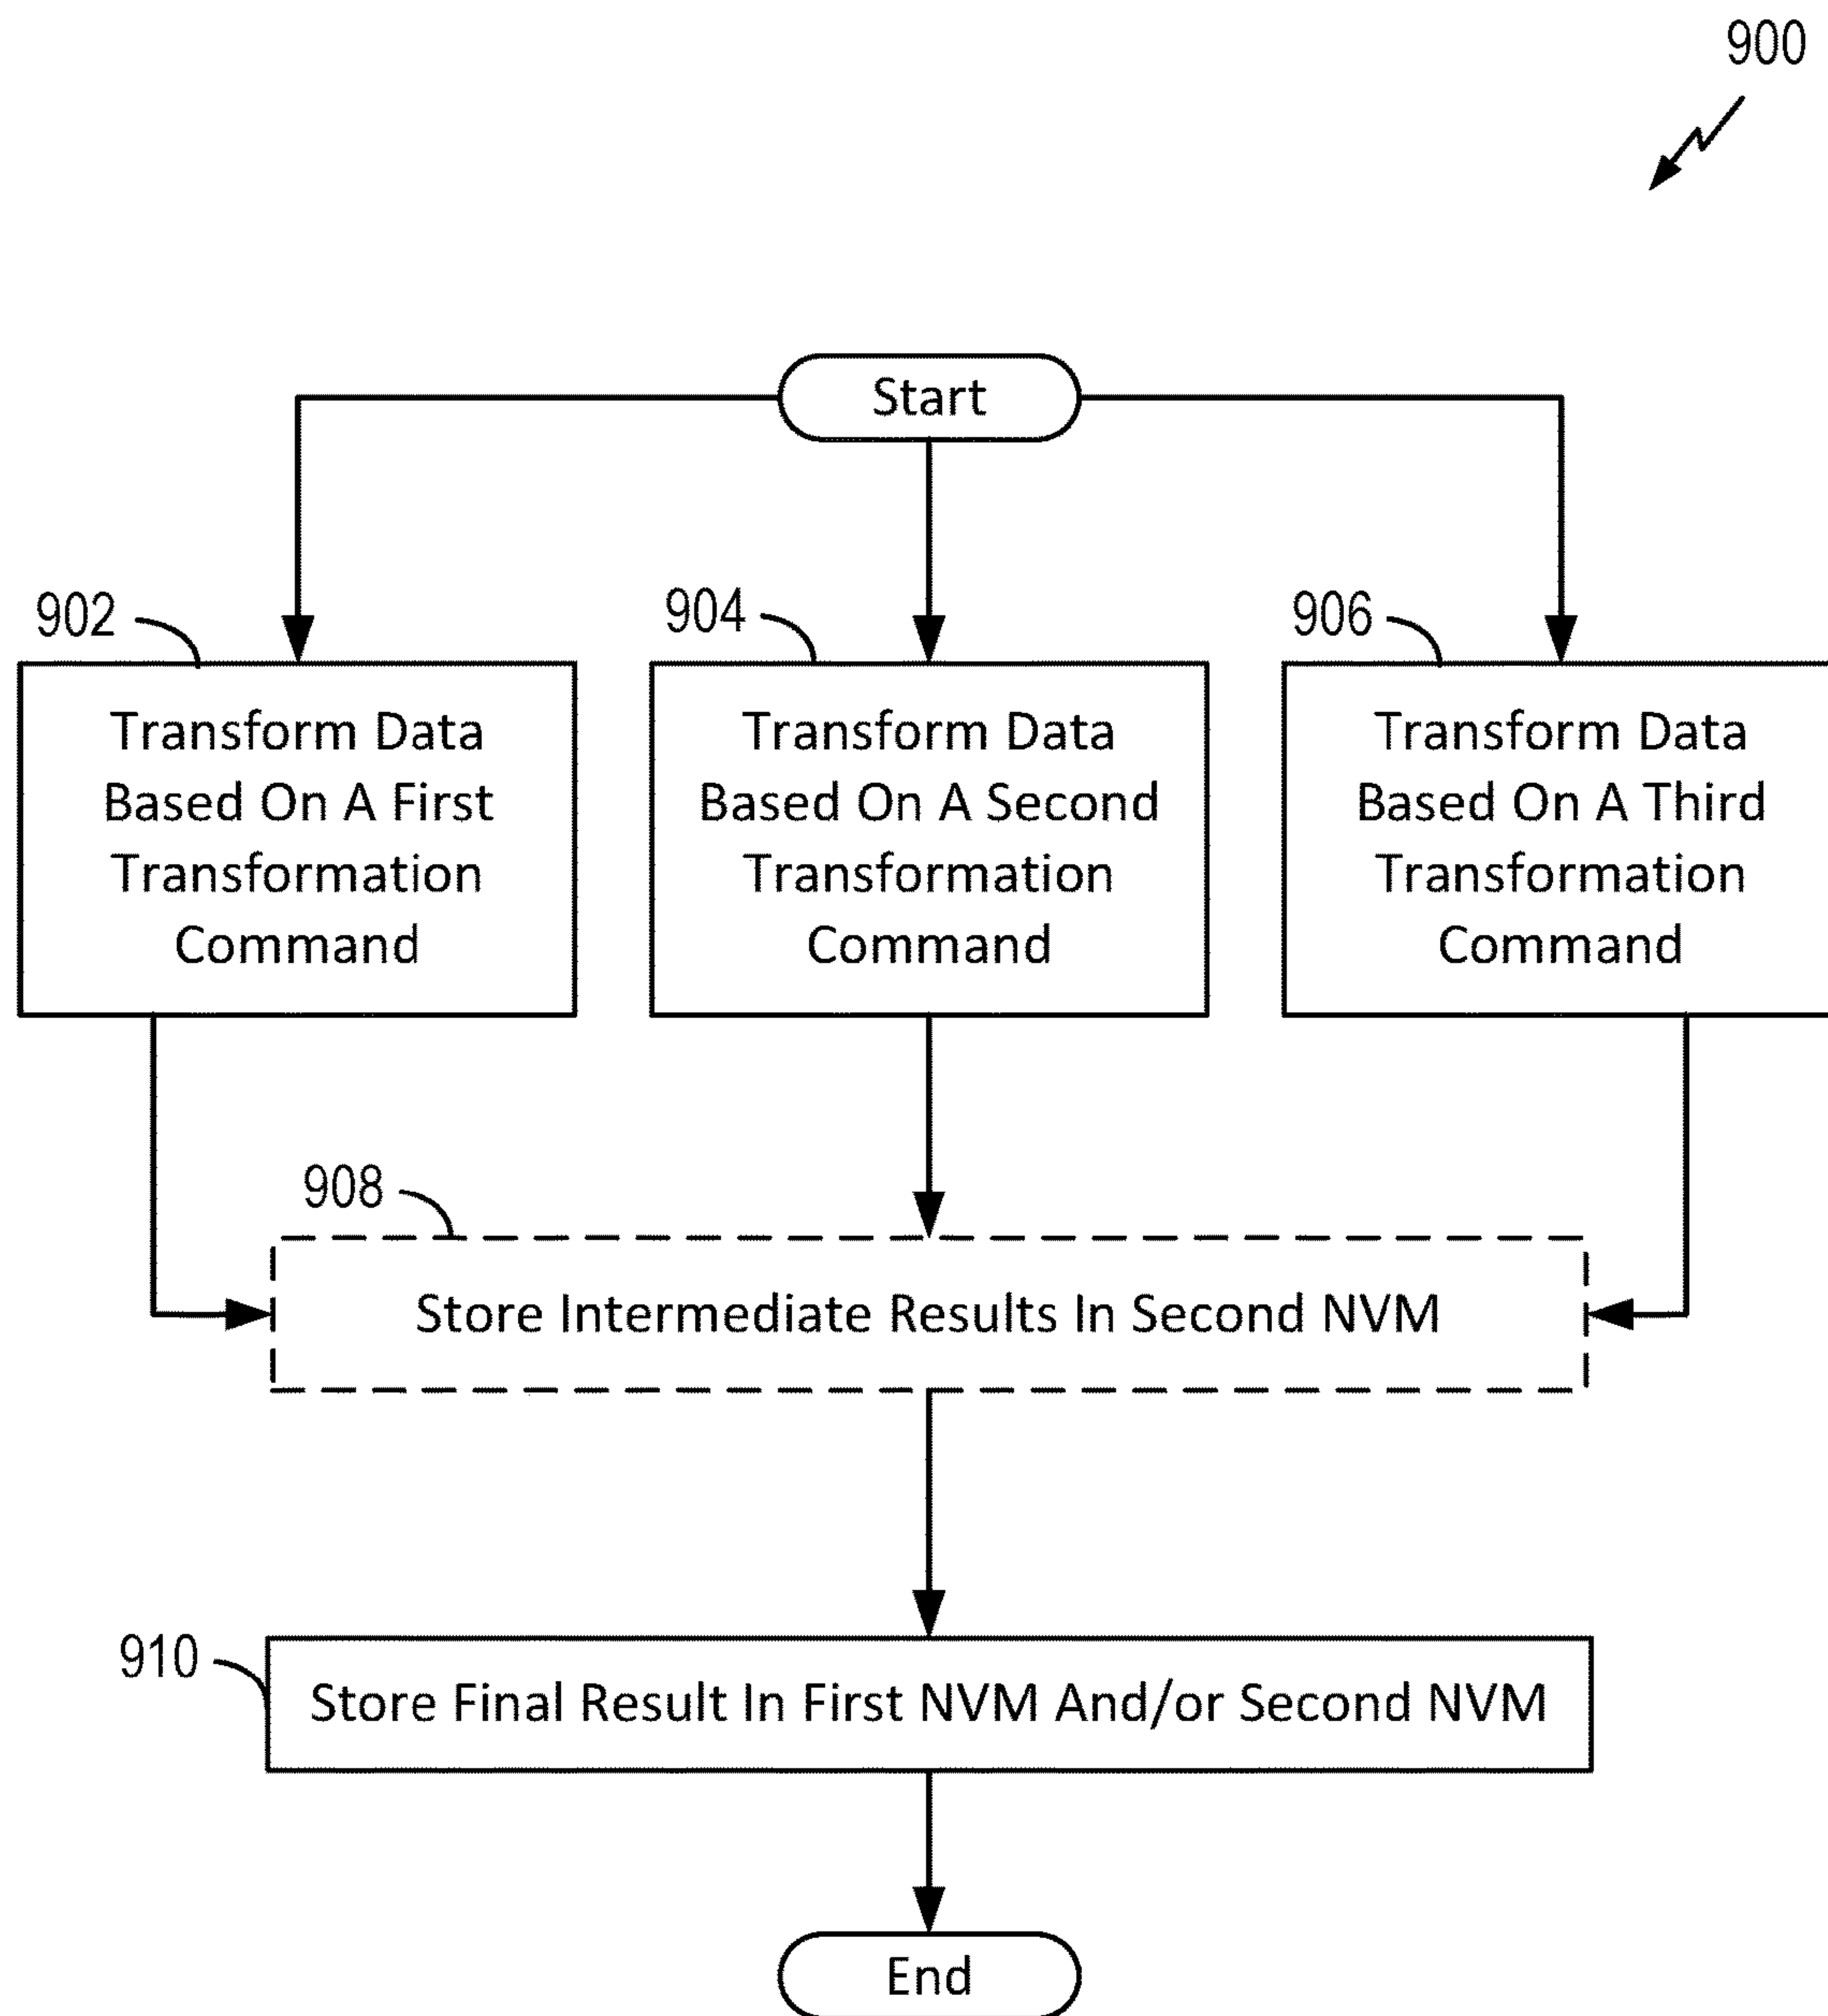 900
Start
902
Transform Data
Based On A First
Transformation
Command
904
Transform Data
Based On A Second
Transformation
Command
906
Transform Data
Based On A Third
Transformation
Command
908
Store Intermediate Results In Second NVM
910
Store Final Result In First NVM And/or Second NVM
End